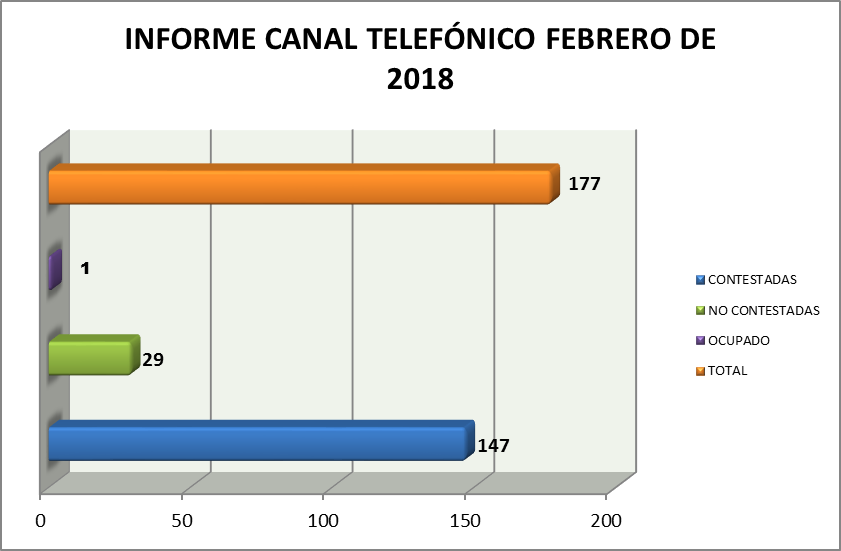 INFORME CANAL TELEFÓNICO FEBRERO DE
2018
177
1
29
147
0 50 100 150 200
CONTESTADAS
NO CONTESTADAS
OCUPADO
TOTAL